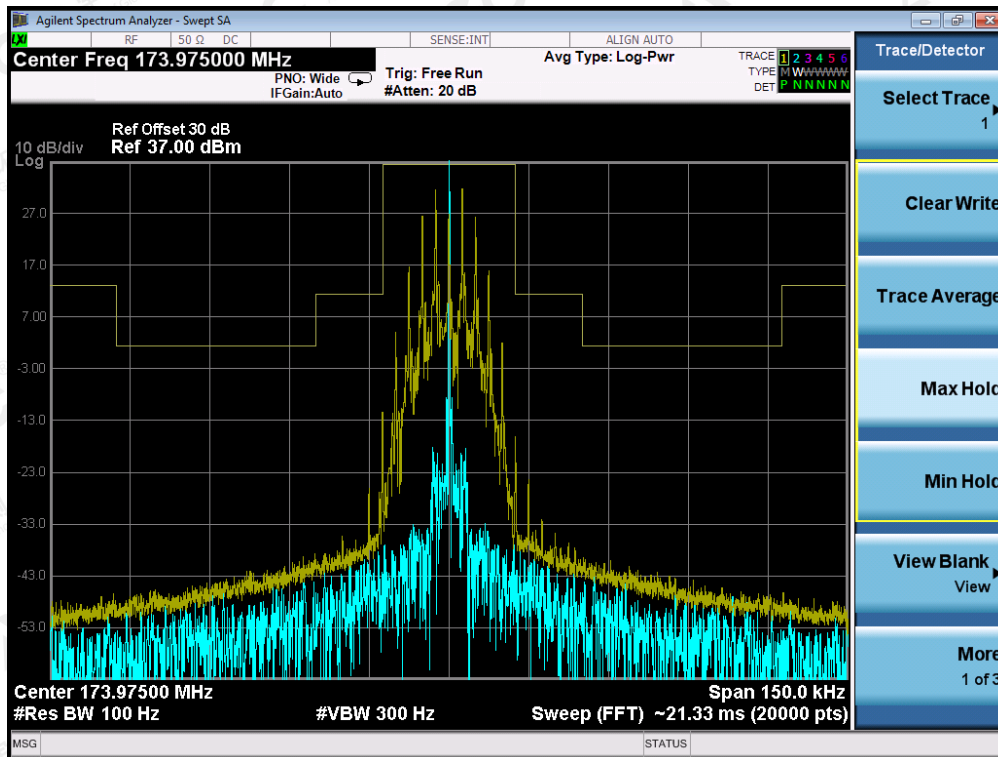 Agilent Spectrum Analyzer - Swept SA
LXI RF 50 Ω DC SENSE:INT ALIGN AUTO
Center Freq 173.975000 MHz
PNO: Wide
IFGain:Auto
Trig: Free Run
#Atten: 20 dB
Avg Type: Log-Pwr
TRACE 1 2 3 4 5 6
TYPE M W W W W W
DET P N N N N N
Ref Offset 30 dB
10 dB/div Ref 37.00 dBm
Log
27.0
17.0
7.00
-3.00
-13.0
-23.0
-33.0
-43.0
-53.0
Center 173.97500 MHz
Span 150.0 kHz
#Res BW 100 Hz
#VBW 300 Hz
Sweep (FFT) ~21.33 ms (20000 pts)
MSG
STATUS
Trace/Detector
Select Trace
1
Clear Write
Trace Average
Max Hold
Min Hold
View Blank
View
More
1 of 3